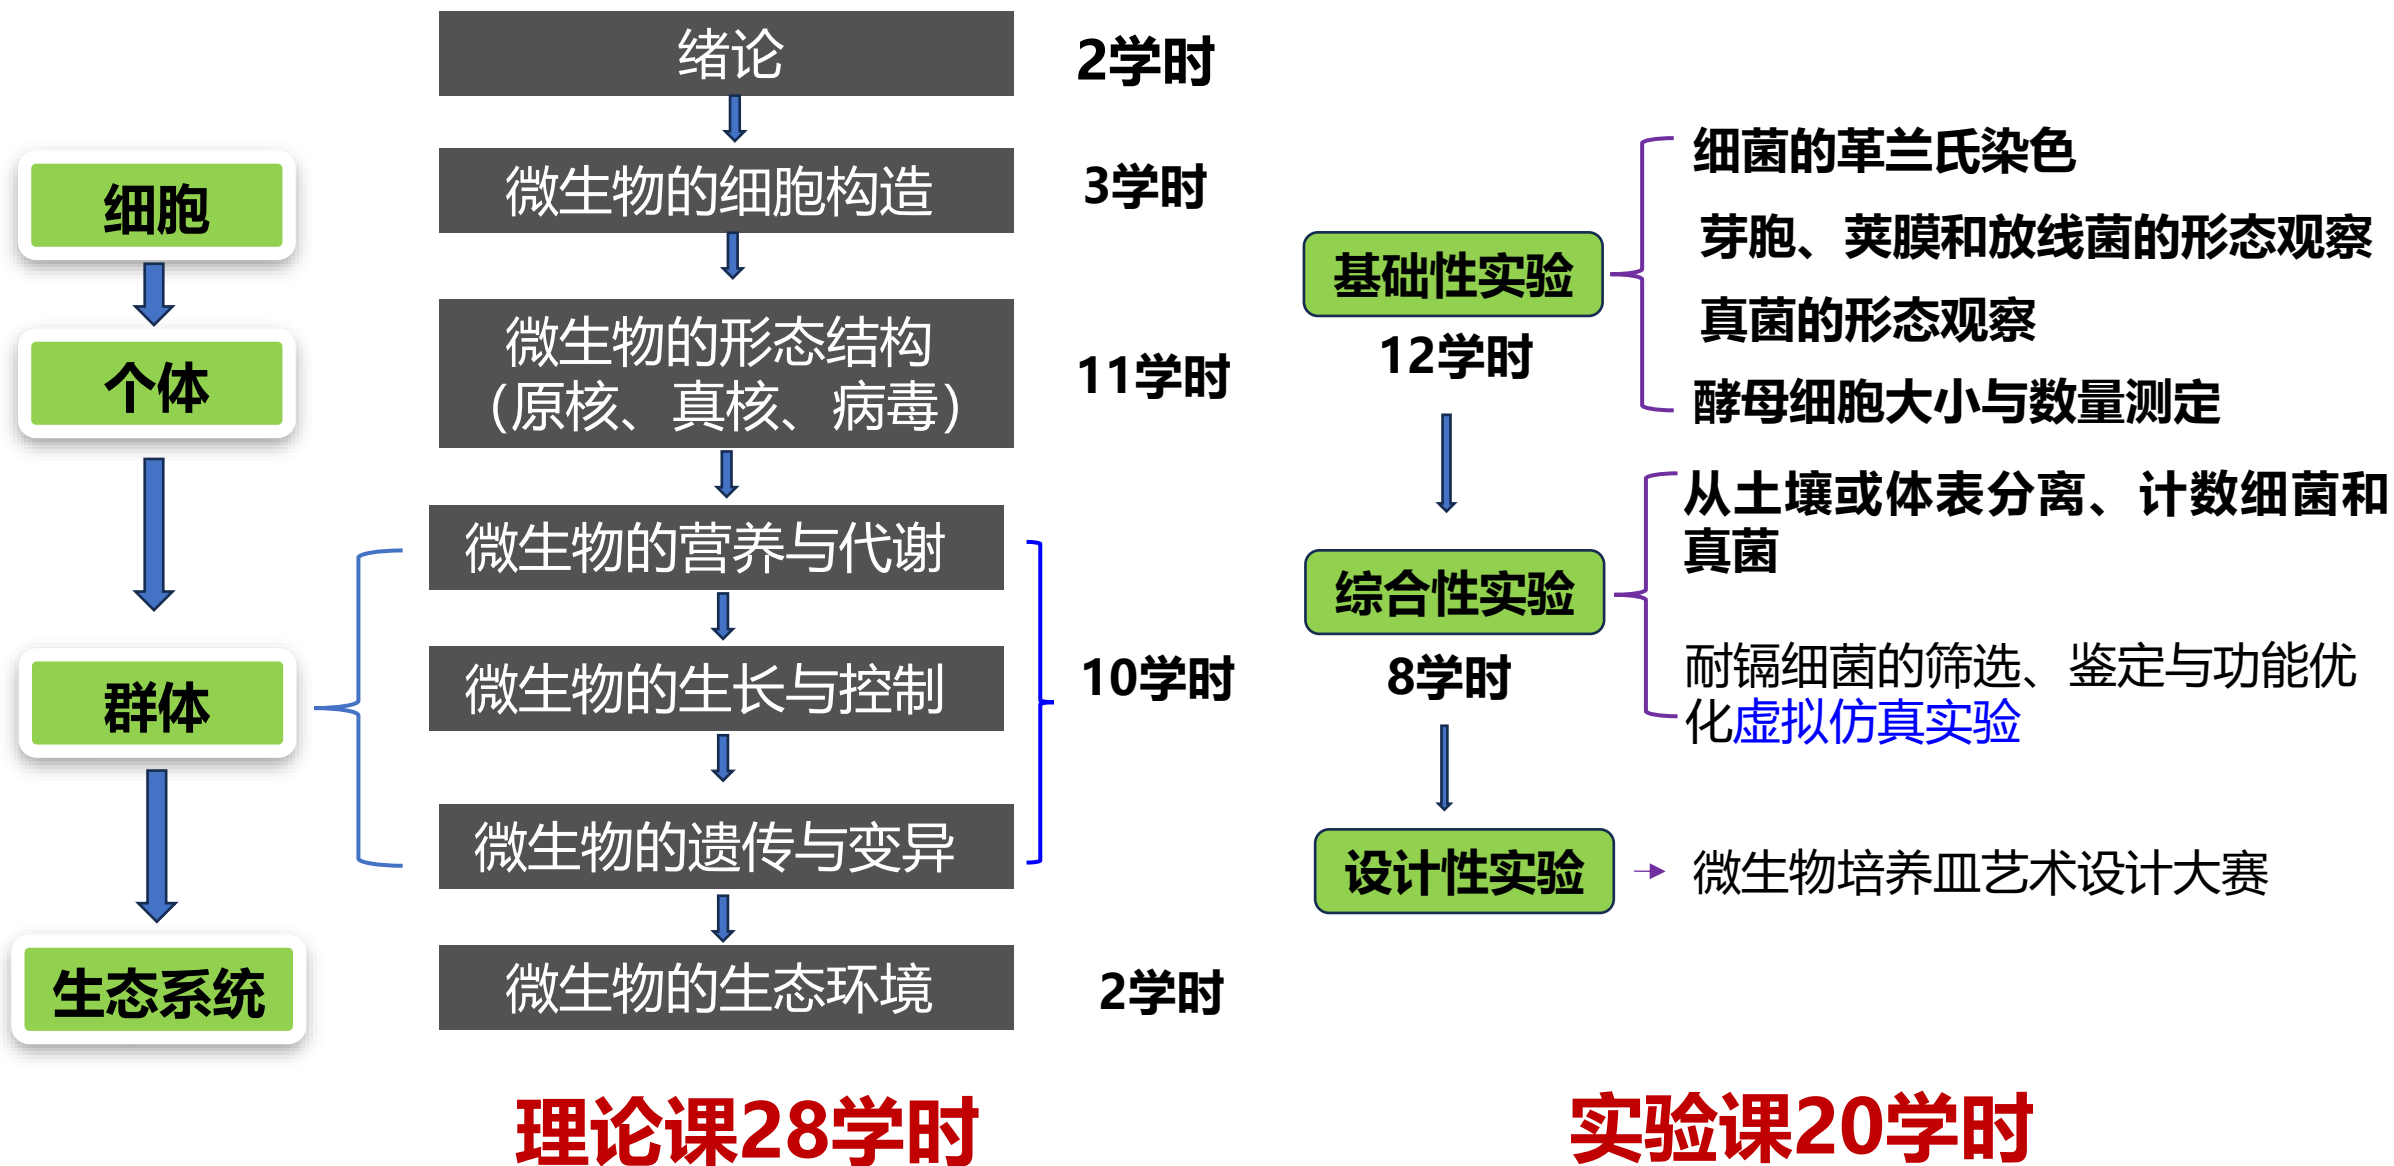 细胞
个体
群体
生态系统
绪论
2学时
微生物的细胞构造
3学时
微生物的形态结构
（原核、真核、病毒）
11学时
微生物的营养与代谢
微生物的生长与控制
10学时
微生物的遗传与变异
微生物的生态环境
2学时
理论课28学时
基础性实验
12学时
细菌的革兰氏染色
芽胞、荚膜和放线菌的形态观察
真菌的形态观察
酵母细胞大小与数量测定
综合性实验
8学时
从土壤或体表分离、计数细菌和
真菌
耐镉细菌的筛选、鉴定与功能优
化虚拟仿真实验
设计性实验
微生物培养皿艺术设计大赛
实验课20学时